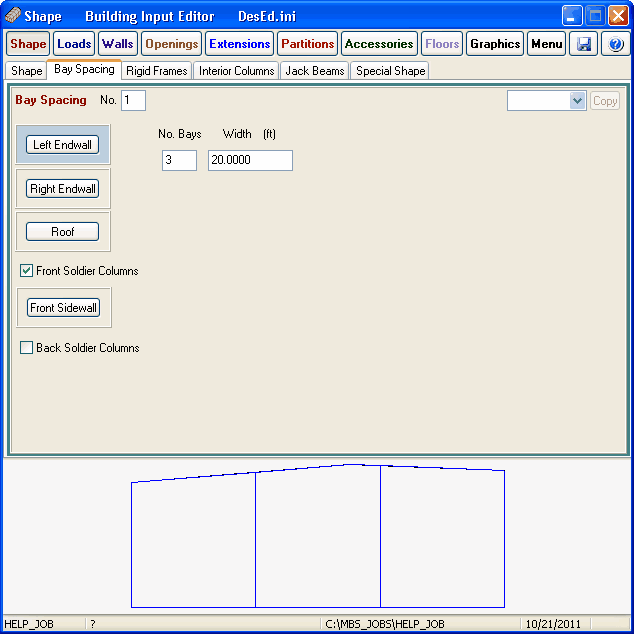 Shape Building Input Editor DesEd.ini
Shape Loads Walls Openings Extensions Partitions Accessories Floors Graphics Menu
Shape Bay Spacing Rigid Frames Interior Columns Jack Beams Special Shape
Bay Spacing No. 1 Copy
No. Bays Width (ft)
Left Endwall 3 20.0000
Right Endwall
Roof
Front Soldier Columns
Front Sidewall
Back Soldier Columns
HELP_JOB ? C:\MBS_JOBS\HELP_JOB 10/21/2011